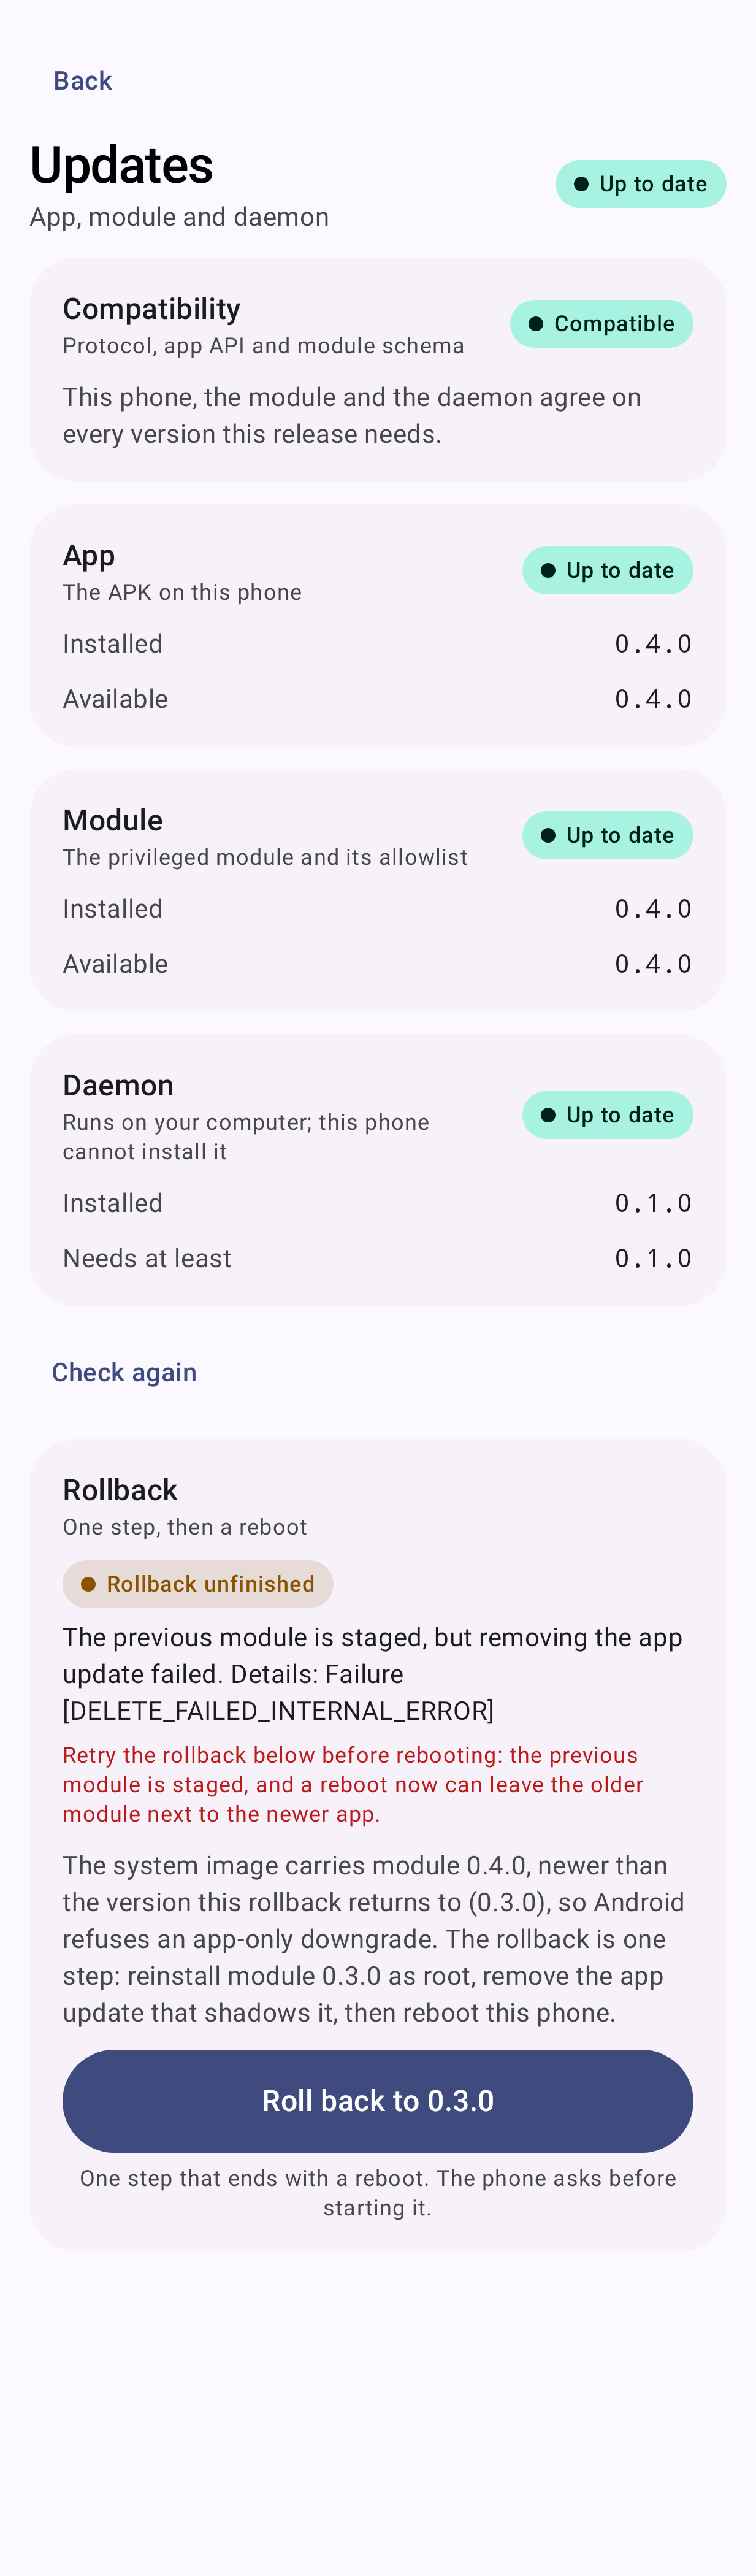 Back
Updates
App, module and daemon
Up to date
Compatibility
Protocol, app API and module schema
Compatible
This phone, the module and the daemon agree on
every version this release needs.
App
The APK on this phone
Up to date
Installed 0.4.0
Available 0.4.0
Module
The privileged module and its allowlist
Up to date
Installed 0.4.0
Available 0.4.0
Daemon
Runs on your computer; this phone
cannot install it
Up to date
Installed 0.1.0
Needs at least 0.1.0
Check again
Rollback
One step, then a reboot
Rollback unfinished
The previous module is staged, but removing the app
update failed. Details: Failure
[DELETE_FAILED_INTERNAL_ERROR]
Retry the rollback below before rebooting: the previous
module is staged, and a reboot now can leave the older
module next to the newer app.
The system image carries module 0.4.0, newer than
the version this rollback returns to (0.3.0), so Android
refuses an app-only downgrade. The rollback is one
step: reinstall module 0.3.0 as root, remove the app
update that shadows it, then reboot this phone.
Roll back to 0.3.0
One step that ends with a reboot. The phone asks before
starting it.